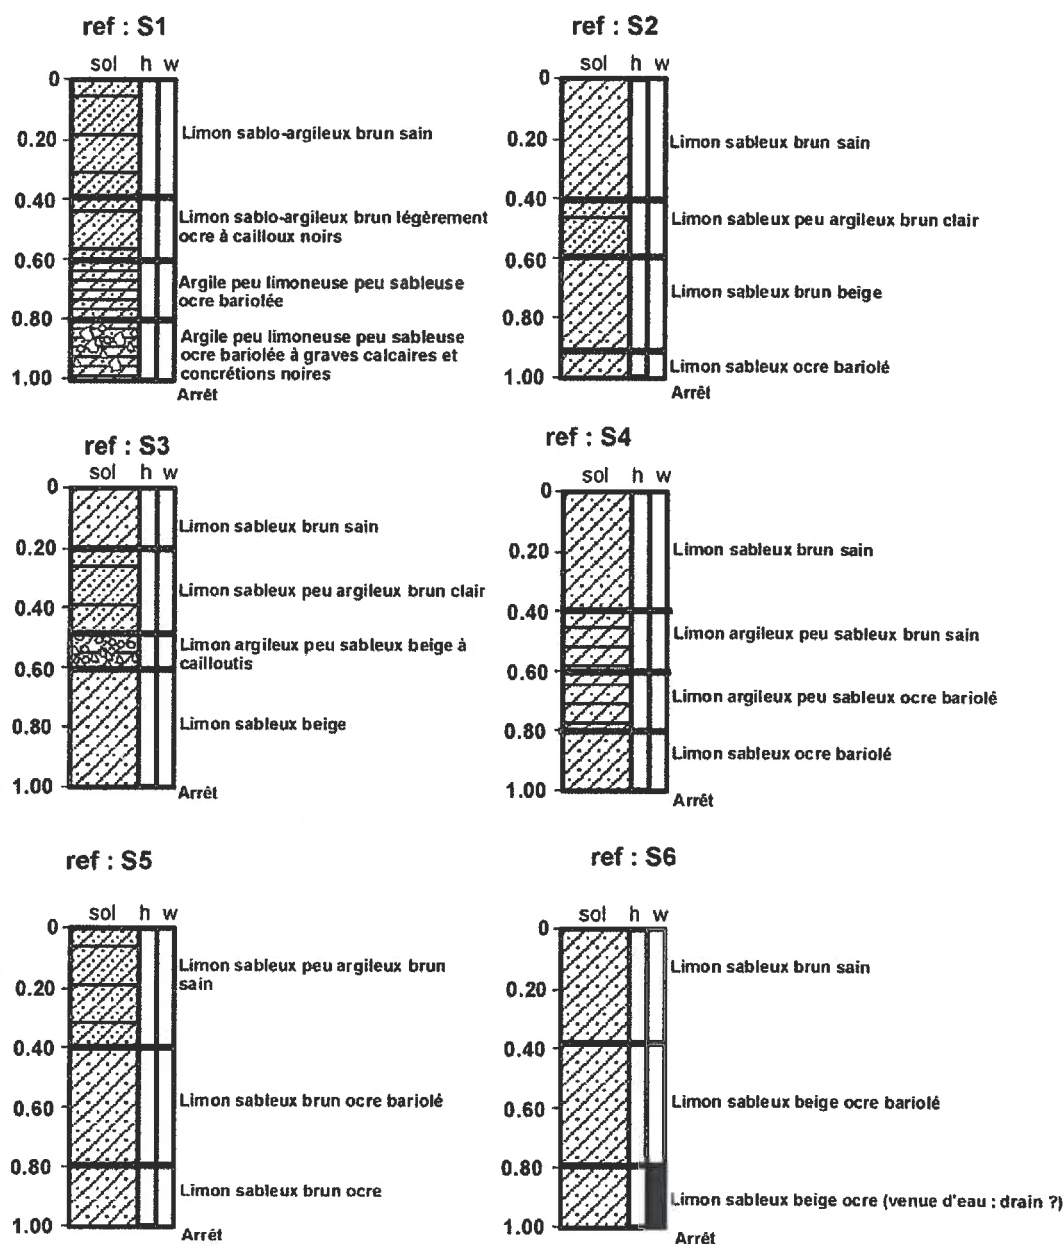 ref : S1
sol h w
0
Limon sablo-argileux brun sain
0.20
0.40
Limon sablo-argileux brun légèrement
ocre à cailloux noirs
0.60
Argile peu limoneuse peu sableuse
ocre bariolée
0.80
Argile peu limoneuse peu sableuse
ocre bariolée à graves calcaires et
concrétions noires
1.00
Arrêt
ref : S2
sol h w
0
Limon sableux brun sain
0.20
0.40
Limon sableux peu argileux brun clair
0.60
Limon sableux brun beige
0.80
Limon sableux ocre bariolé
1.00
Arrêt
ref : S3
sol h w
0
Limon sableux brun sain
0.20
Limon sableux peu argileux brun clair
0.40
Limon argileux peu sableux beige à
cailloutis
0.60
Limon sableux beige
0.80
1.00
Arrêt
ref : S4
sol h w
0
Limon sableux brun sain
0.20
0.40
Limon argileux peu sableux brun sain
0.60
Limon argileux peu sableux ocre bariolé
0.80
Limon sableux ocre bariolé
1.00
Arrêt
ref : S5
sol h w
0
Limon sableux peu argileux brun
sain
0.20
0.40
Limon sableux brun ocre bariolé
0.60
0.80
Limon sableux brun ocre
1.00
Arrêt
ref : S6
sol h w
0
Limon sableux brun sain
0.20
0.40
Limon sableux beige ocre bariolé
0.60
0.80
Limon sableux beige ocre (venue d'eau : drain ?)
1.00
Arrêt